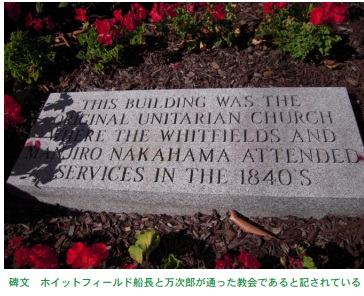 THIS BUILDING WAS THE
ORIGINAL UNITARIAN CHURCH
WHERE THE WHITFIELDS AND
MANJIRO NAKAHAMA ATTENDED
SERVICES IN THE 1840'S
碑文　ホイットフィールド船長と万次郎が通った教会であると記されている